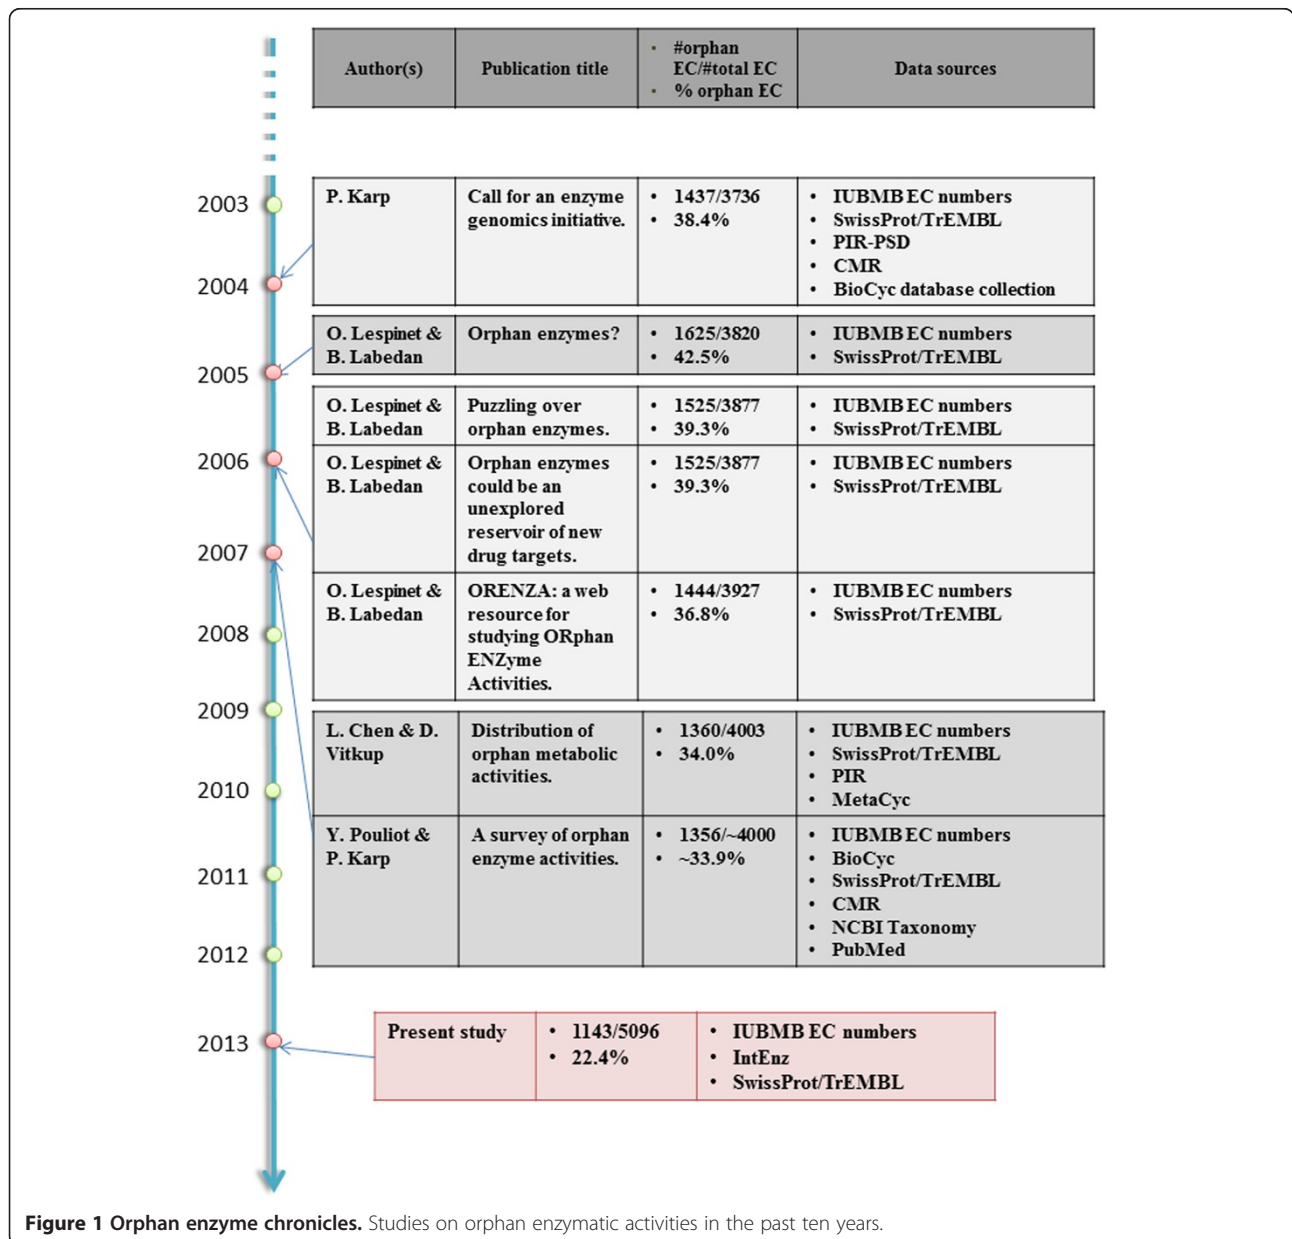 Author(s)
Publication title
• #orphan
EC/#total EC
• % orphan EC
Data sources
2003
2004
2005
2006
2007
2008
2009
2010
2011
2012
2013
P. Karp
Call for an enzyme
genomics initiative.
• 1437/3736
• 38.4%
• IUBMB EC numbers
• SwissProt/TrEMBL
• PIR-PSD
• CMR
• BioCyc database collection
O. Lespinet &
B. Labedan
Orphan enzymes?
• 1625/3820
• 42.5%
• IUBMB EC numbers
• SwissProt/TrEMBL
O. Lespinet &
B. Labedan
Puzzling over
orphan enzymes.
• 1525/3877
• 39.3%
• IUBMB EC numbers
• SwissProt/TrEMBL
O. Lespinet &
B. Labedan
Orphan enzymes
could be an
unexplored
reservoir of new
drug targets.
• 1525/3877
• 39.3%
• IUBMB EC numbers
• SwissProt/TrEMBL
O. Lespinet &
B. Labedan
ORENZA: a web
resource for
studying ORphan
ENZyme
Activities.
• 1444/3927
• 36.8%
• IUBMB EC numbers
• SwissProt/TrEMBL
L. Chen & D.
Vitkup
Distribution of
orphan metabolic
activities.
• 1360/4003
• 34.0%
• IUBMB EC numbers
• SwissProt/TrEMBL
• PIR
• MetaCyc
Y. Pouliot &
P. Karp
A survey of orphan
enzyme activities.
• 1356/~4000
• ~33.9%
• IUBMB EC numbers
• BioCyc
• SwissProt/TrEMBL
• CMR
• NCBI Taxonomy
• PubMed
Present study
• 1143/5096
• 22.4%
• IUBMB EC numbers
• IntEnz
• SwissProt/TrEMBL
Figure 1 Orphan enzyme chronicles. Studies on orphan enzymatic activities in the past ten years.